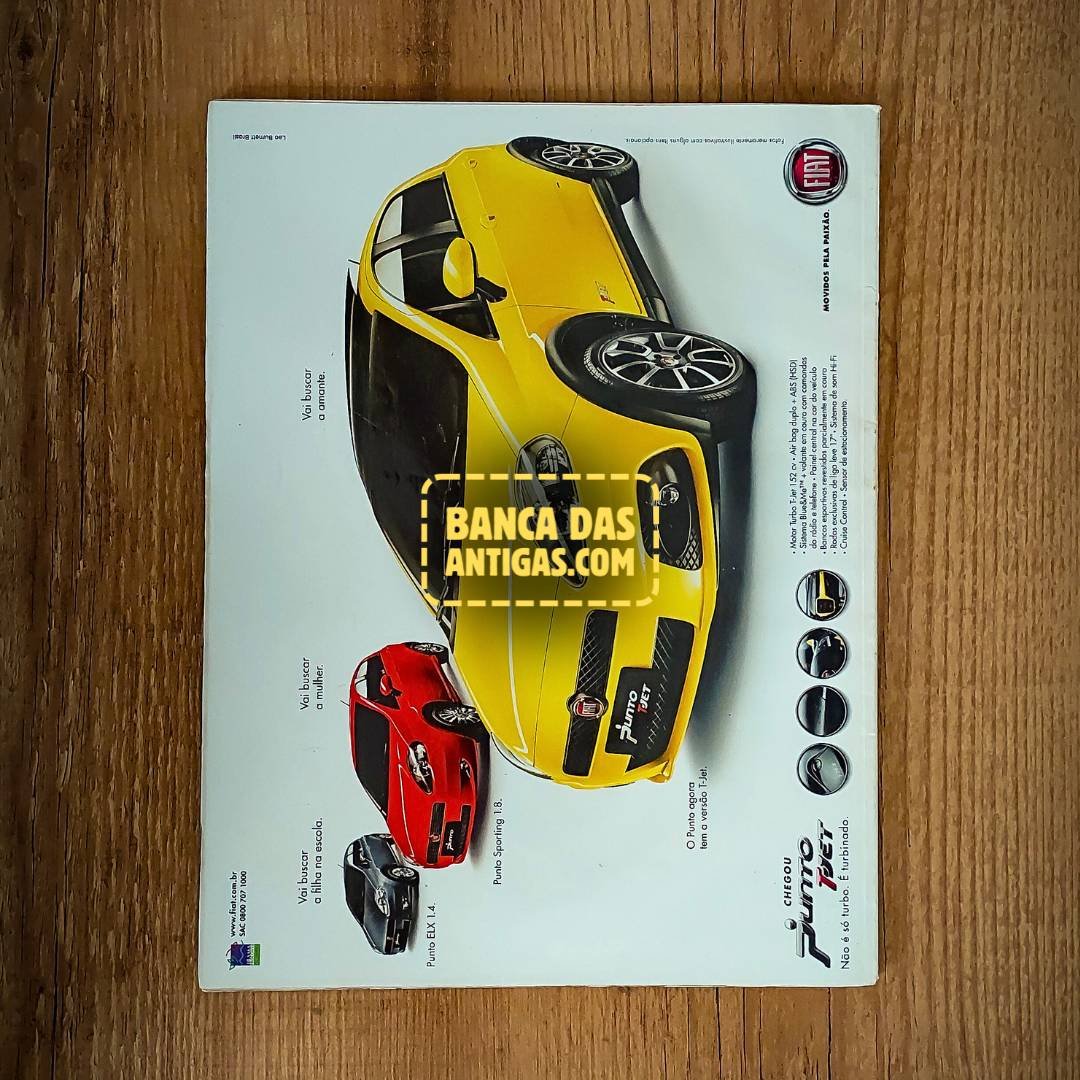 www.fiat.com.br
SAC 0800 707 1000
Leo Burnett Brasil
Vai buscar
a filha na escola.
Vai buscar
a mulher.
Vai buscar
a amante.
Punto ELX 1.4.
Punto Sporting 1.8.
PUNTO
FIAT
PUNTO
T-JET
O Punto agora
tem a versão T-Jet.
BANCA DAS
ANTIGAS.COM
Fotos meramente ilustrativas com alguns itens opcionais.
CHEGOU
PUNTO
T-JET
Não é só turbo. É turbinado.
• Motor Turbo T-Jet 152 cv • Air bag duplo + ABS (HSD)
• Sistema Blue&Me™ + volante em couro com comandos
do rádio e telefone • Painel central na cor do veículo
• Bancos esportivos revestidos parcialmente em couro
• Rodas exclusivas de liga leve 17" • Sistema de som Hi-Fi
• Cruise Control • Sensor de estacionamento.
MOVIDOS PELA PAIXÃO.
FIAT